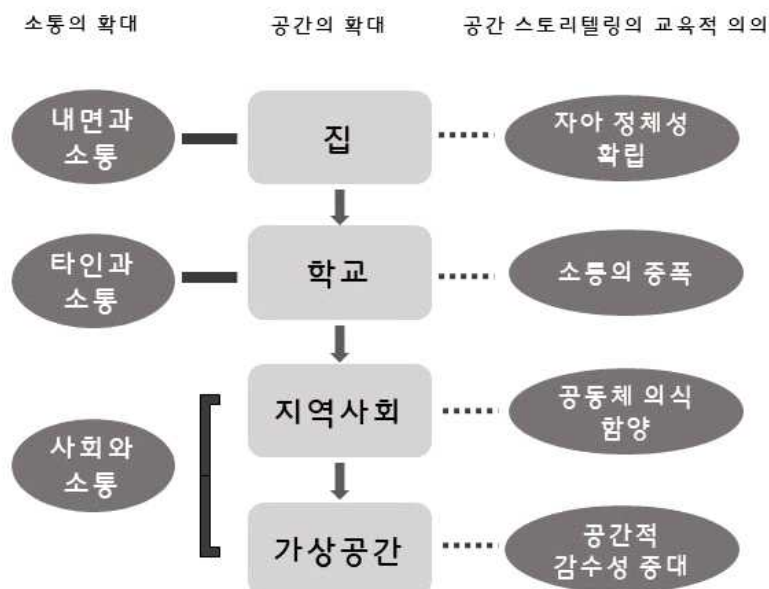 소통의 확대
공간의 확대
공간 스토리텔링의 교육적 의의
내면과
소통
집
자아 정체성
확립
타인과
소통
학교
소통의 증폭
지역사회
공동체 의식
함양
사회와
소통
가상공간
공간적
감수성 증대